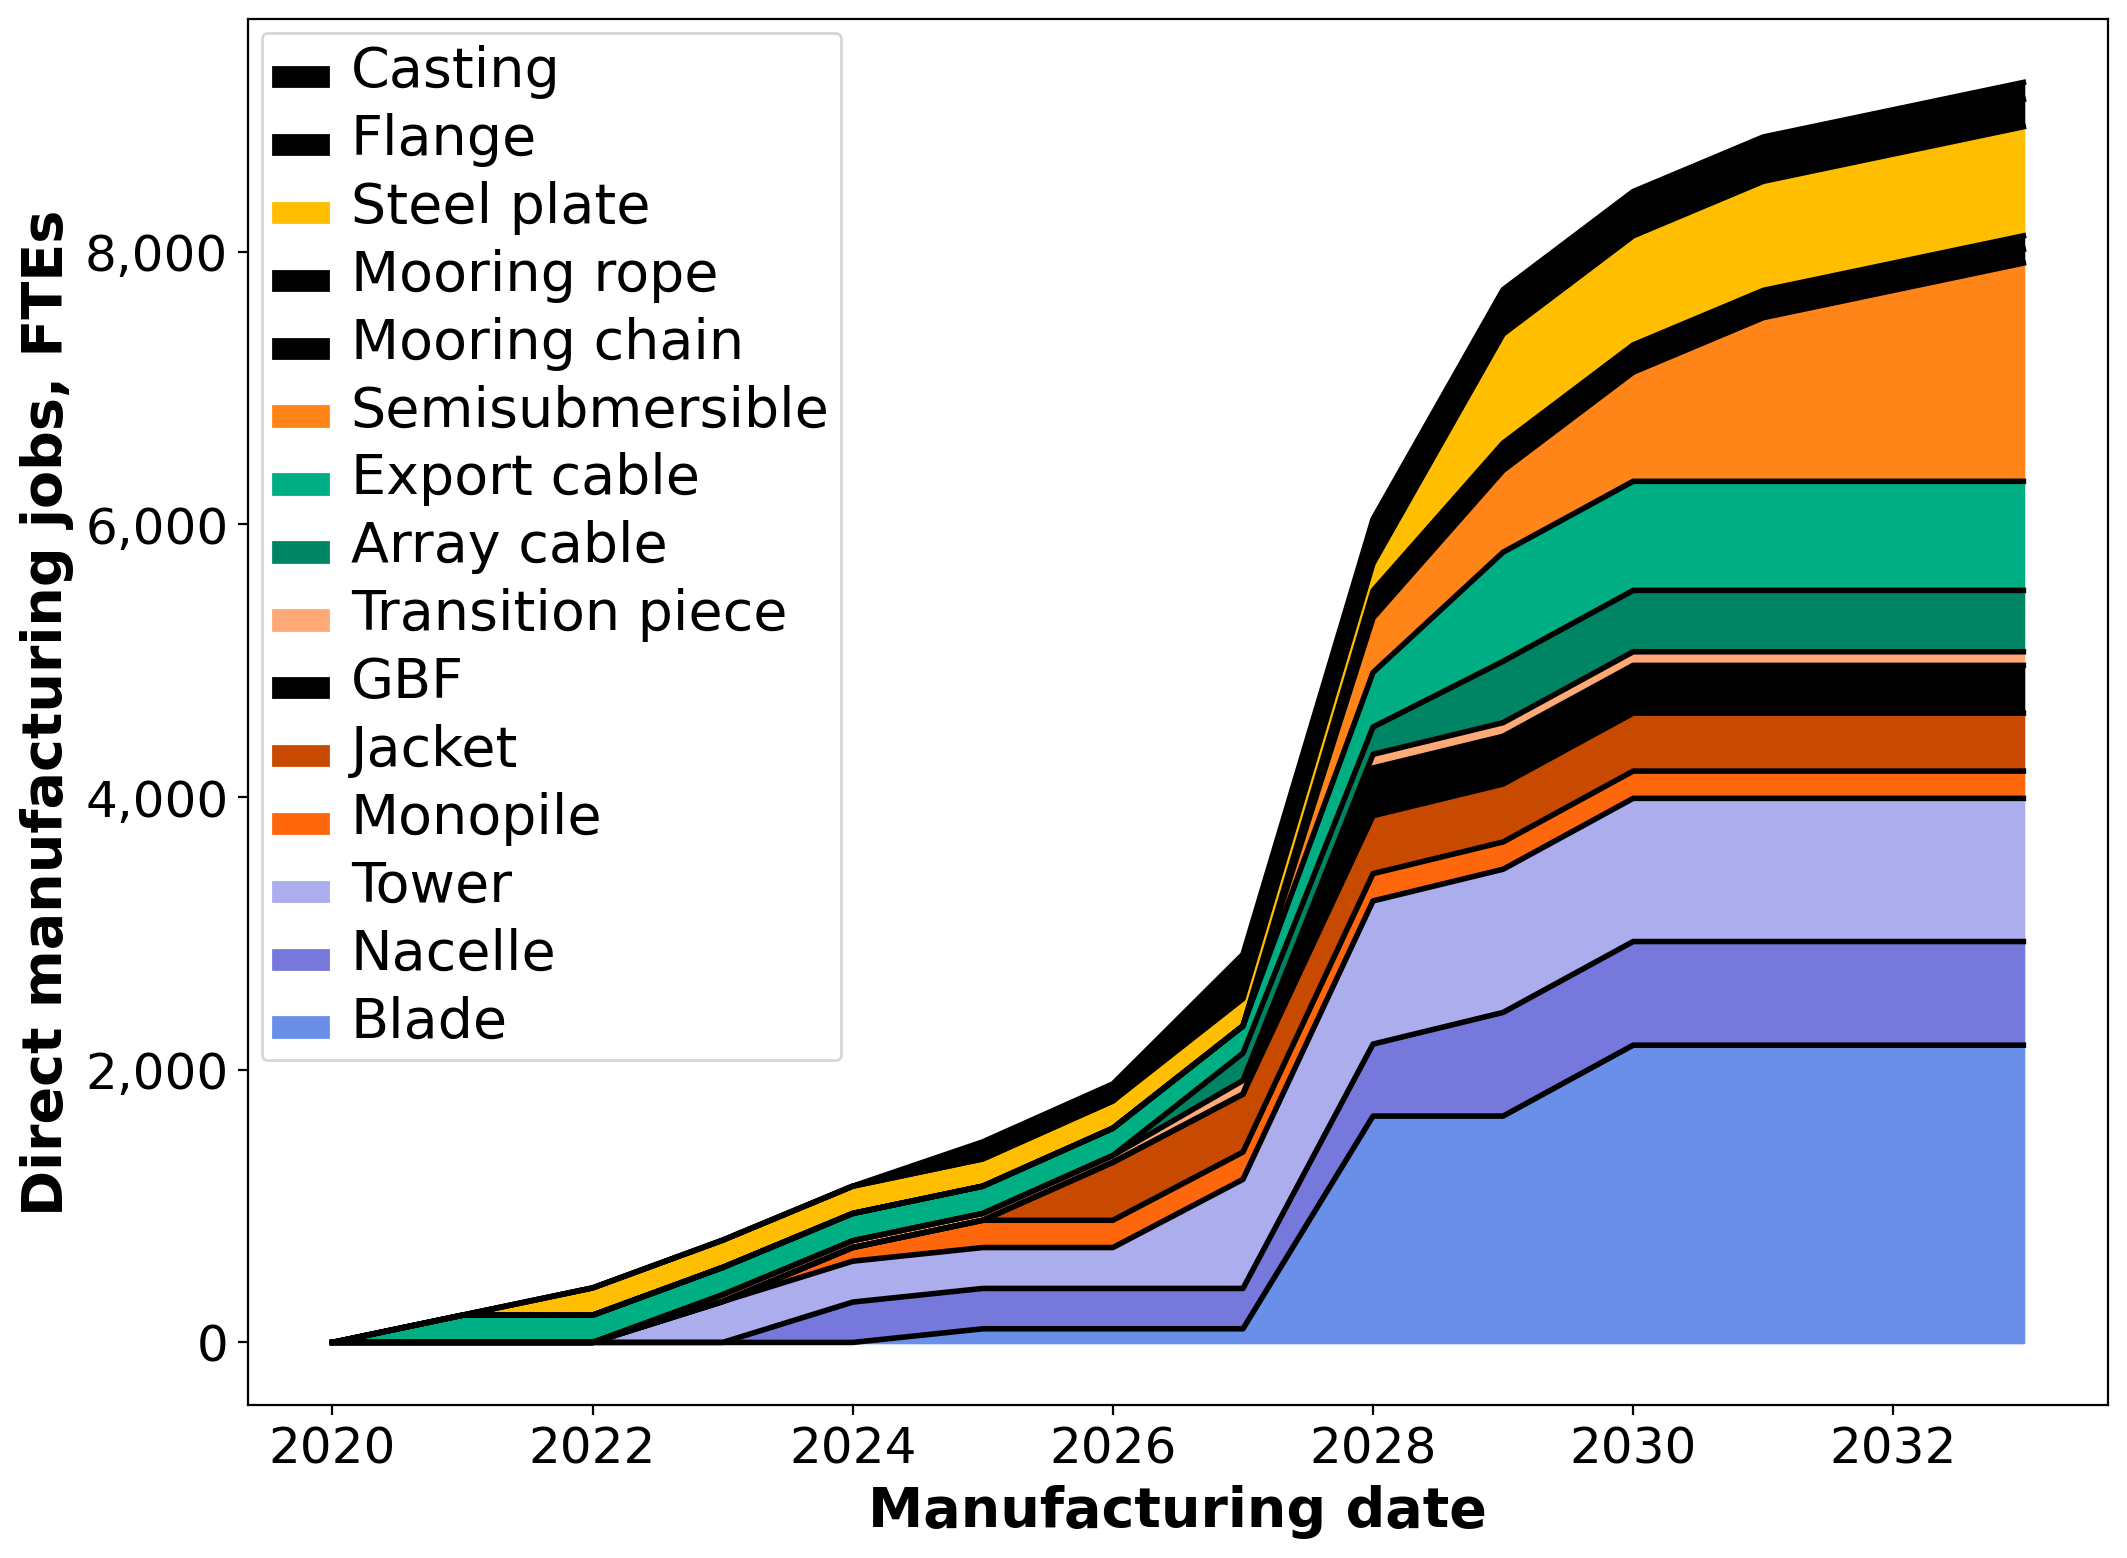 Casting
Flange
Steel plate
Mooring rope
Mooring chain
Semisubmersible
Export cable
Array cable
Transition piece
GBF
Jacket
Monopile
Tower
Nacelle
Blade
Direct manufacturing jobs, FTEs
8,000
6,000
4,000
2,000
0
2020
2022
2024
2026
2028
2030
2032
Manufacturing date